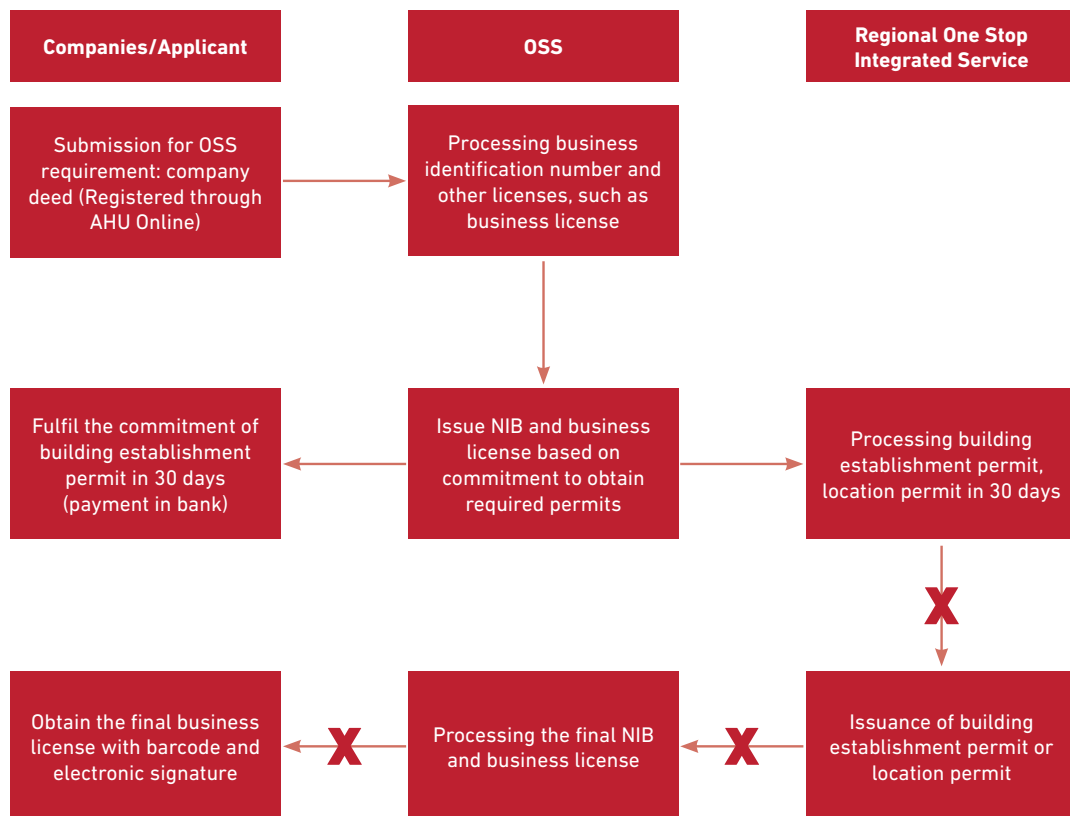 Companies/Applicant
OSS
Regional One Stop
Integrated Service
Submission for OSS
requirement: company
deed (Registered through
AHU Online)
Processing business
identification number and
other licenses, such as
business license
Fulfil the commitment of
building establishment
permit in 30 days
(payment in bank)
Issue NIB and business
license based on
commitment to obtain
required permits
Processing building
establishment permit,
location permit in 30 days
X
Obtain the final business
license with barcode and
electronic signature
X
Processing the final NIB
and business license
X
Issuance of building
establishment permit or
location permit